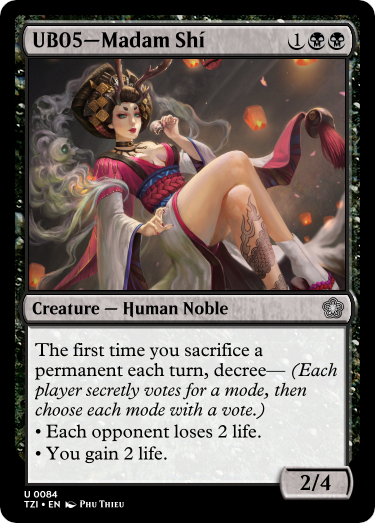 UB05—Madam Shí 1
Creature — Human Noble
The first time you sacrifice a
permanent each turn, decree— (Each
player secretly votes for a mode, then
choose each mode with a vote.)
• Each opponent loses 2 life.
• You gain 2 life.
2/4
U 0084
TZI • EN Phu Thieu